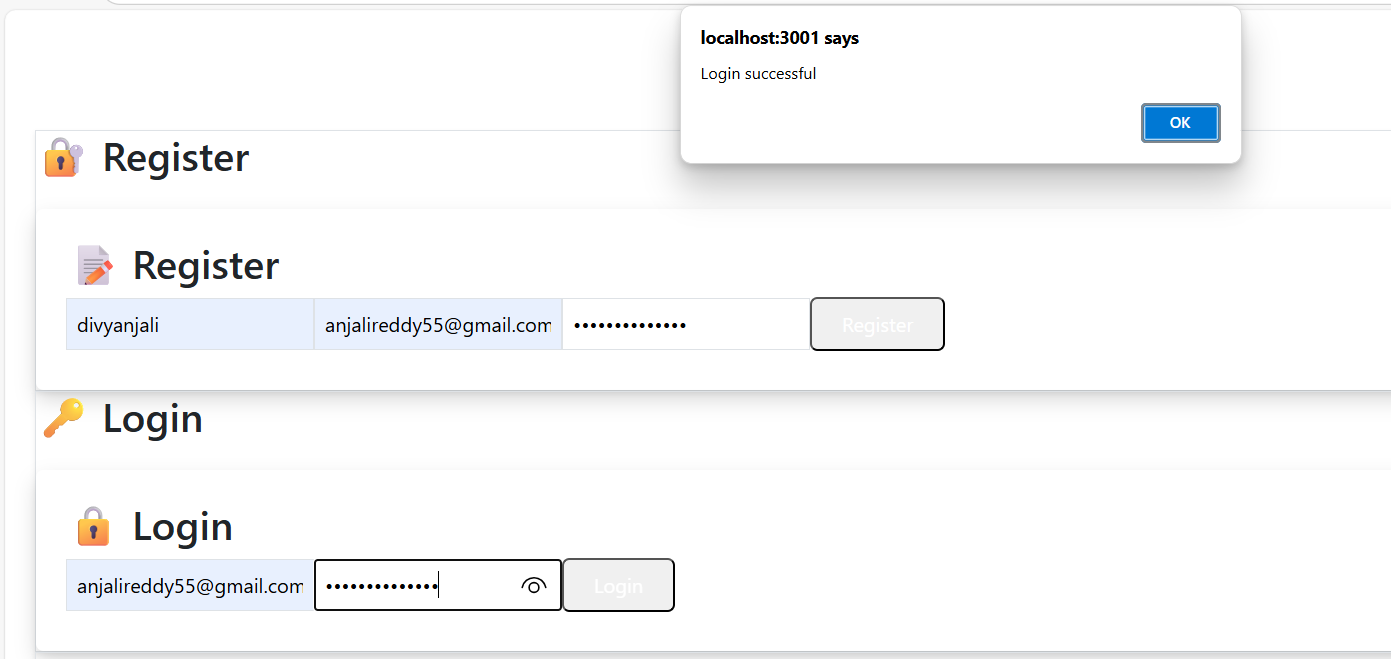 localhost:3001 says
Login successful
OK
Register
Register
divyanjali anjalireddy55@gmail.com •••••••••••••• Register
Login
Login
anjalireddy55@gmail.com •••••••••••••• Login